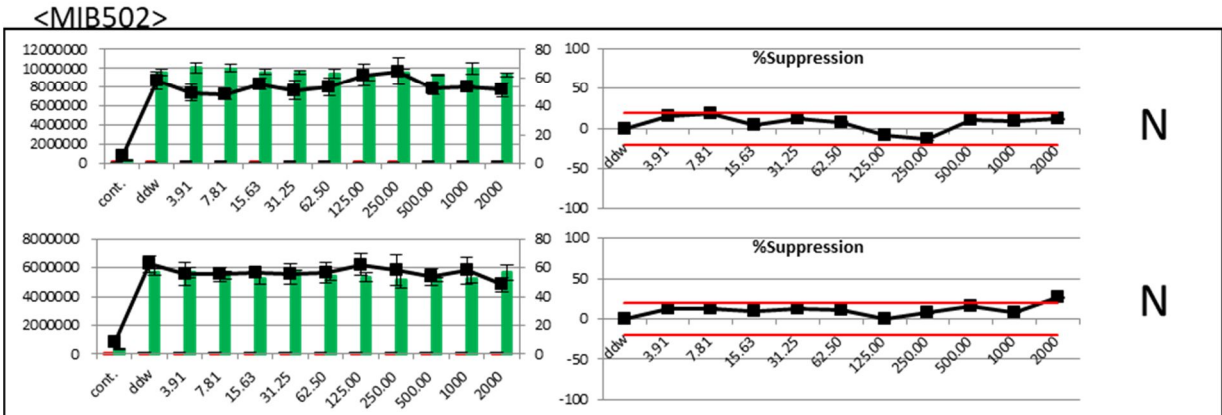 <MIB502>
12000000 80 100
%Suppression
10000000
8000000 60 50
6000000 40 0 N
4000000 20 -50
2000000
0 0 -100
cont. ddw 3.91 7.81 15.63 31.25 62.50 125.00 250.00 500.00 1000 2000
ddw 3.91 7.81 15.63 31.25 62.50 125.00 250.00 500.00 1000 2000
8000000 80 100
%Suppression
6000000 60 50
4000000 40 0 N
2000000 20 -50
0 0 -100
cont. ddw 3.91 7.81 15.63 31.25 62.50 125.00 250.00 500.00 1000 2000
ddw 3.91 7.81 15.63 31.25 62.50 125.00 250.00 500.00 1000 2000